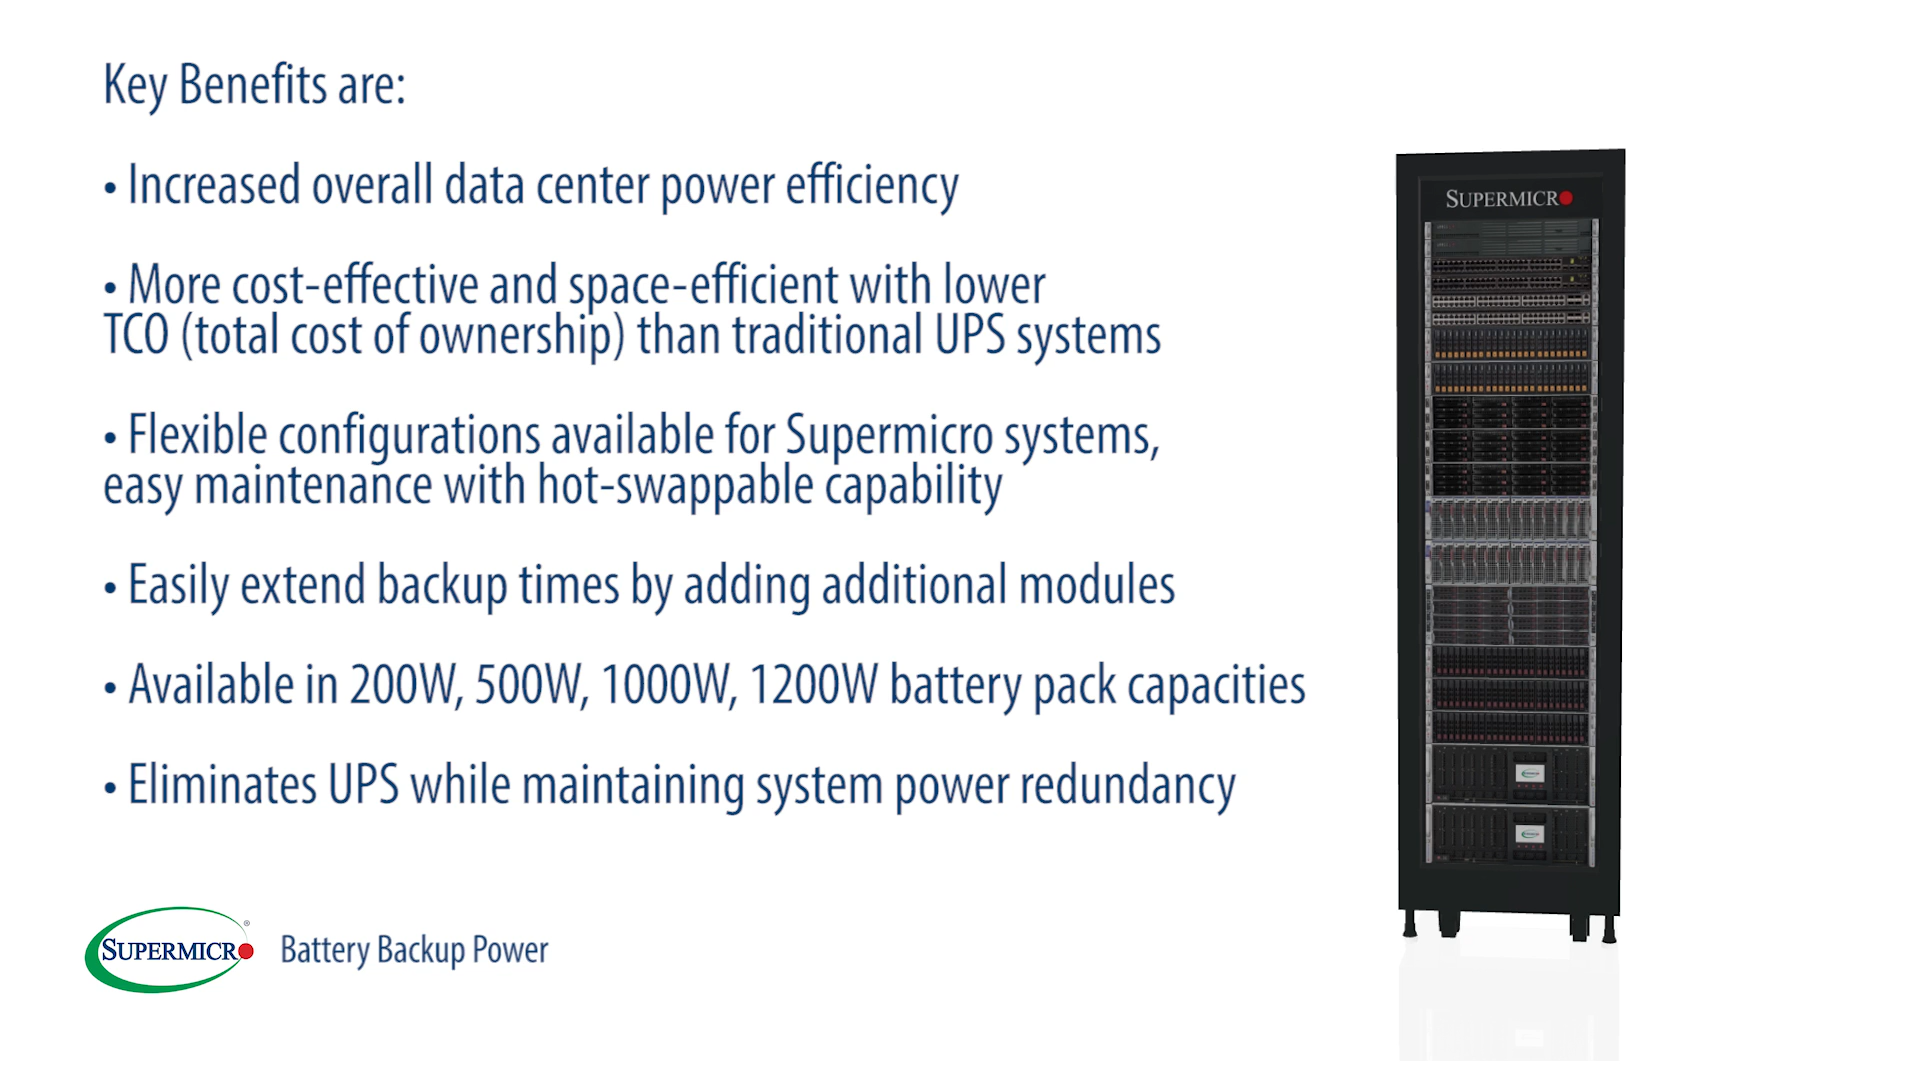 Key Benefits are:
• Increased overall data center power efficiency
• More cost-effective and space-efficient with lower
TCO (total cost of ownership) than traditional UPS systems
• Flexible configurations available for Supermicro systems,
easy maintenance with hot-swappable capability
• Easily extend backup times by adding additional modules
• Available in 200W, 500W, 1000W, 1200W battery pack capacities
• Eliminates UPS while maintaining system power redundancy
SUPERMICRO
SUPERMICRO®
Battery Backup Power